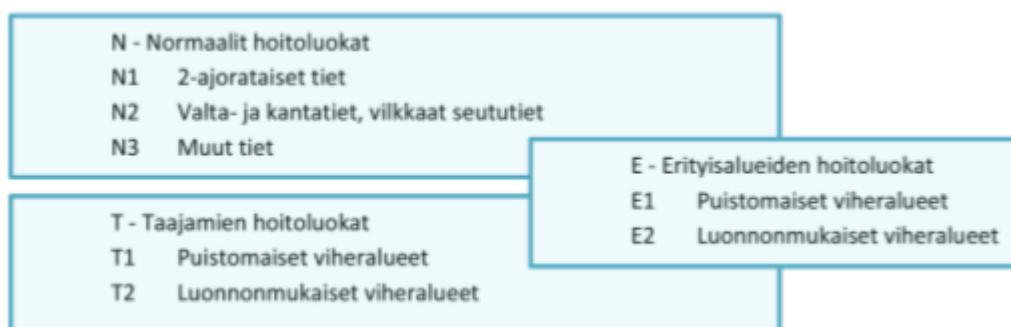 N - Normaalit hoitoluokat
N1 2-ajorataiset tiet
N2 Valta- ja kantatiet, vilkkaat seututiet
N3 Muut tiet
E - Erityisalueiden hoitoluokat
E1 Puistomaiset viheralueet
E2 Luonnonmukaiset viheralueet
T - Taajamien hoitoluokat
T1 Puistomaiset viheralueet
T2 Luonnonmukaiset viheralueet